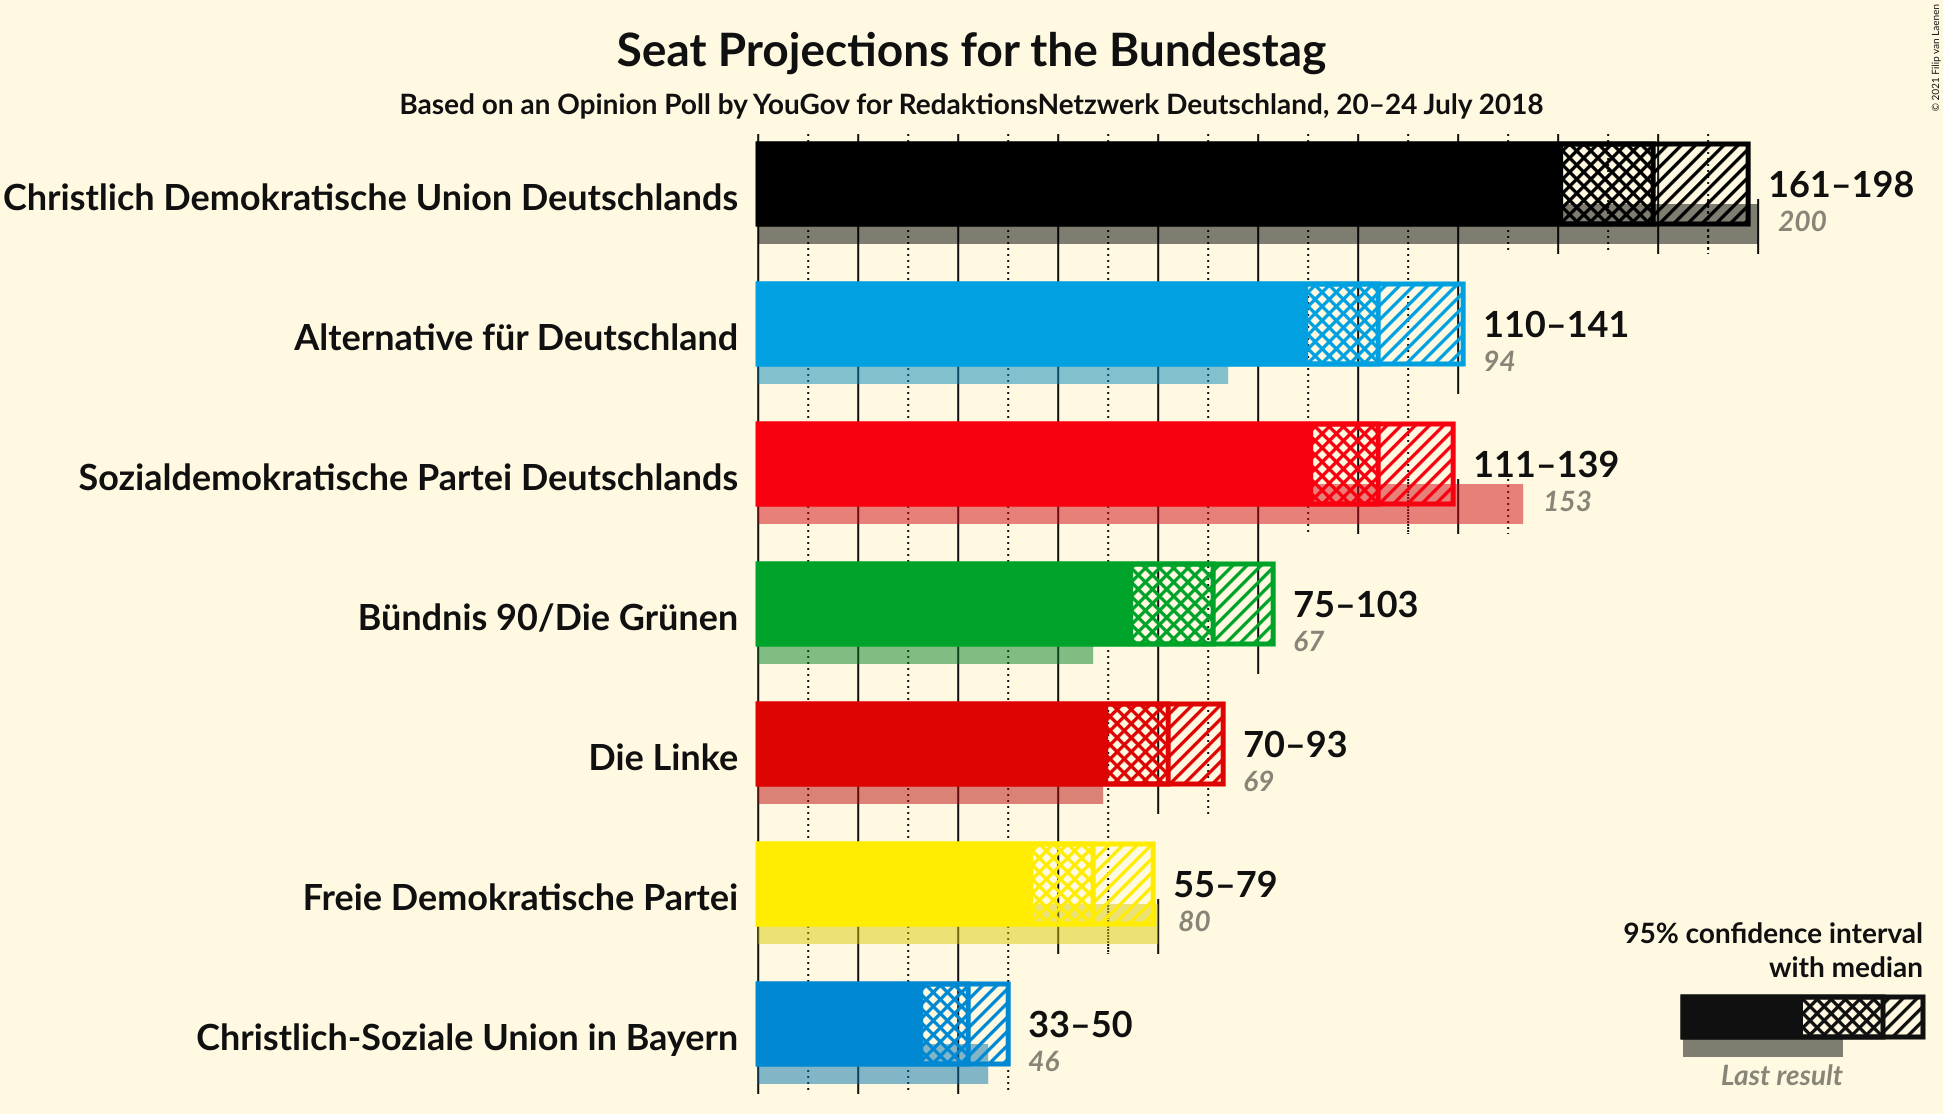 Seat Projections for the Bundestag
Based on an Opinion Poll by YouGov for RedaktionsNetzwerk Deutschland, 20–24 July 2018
© 2021 Filip van Laenen
Christlich Demokratische Union Deutschlands
161–198
200
Alternative für Deutschland
110–141
94
Sozialdemokratische Partei Deutschlands
111–139
153
Bündnis 90/Die Grünen
75–103
67
Die Linke
70–93
69
Freie Demokratische Partei
55–79
80
Christlich-Soziale Union in Bayern
33–50
46
95% confidence interval
with median
Last result